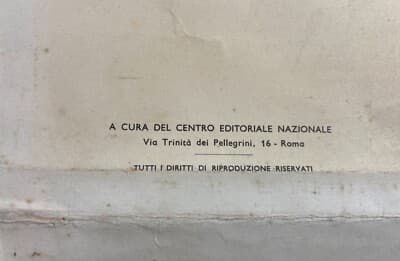 A CURA DEL CENTRO EDITORIALE NAZIONALE
Via Trinità dei Pellegrini, 16 - Roma
TUTTI I DIRITTI DI RIPRODUZIONE RISERVATI